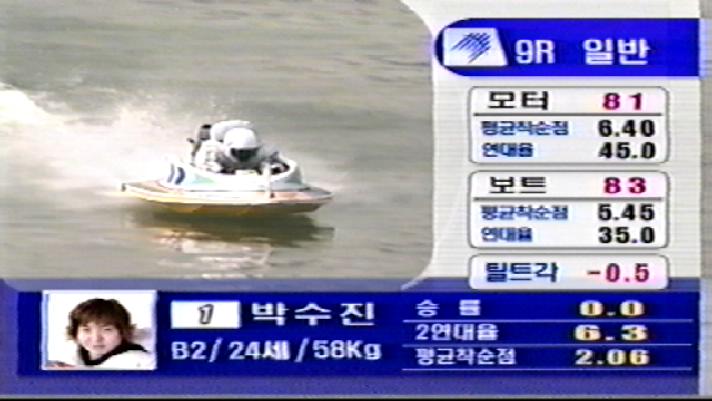 9R 일반
모터 81
평균착순점 6.40
연대율 45.0
보트 83
평균착순점 5.45
연대율 35.0
틸트각 -0.5
1 박수진
B2/24세/58Kg
승률 0.0
2연대율 6.3
평균착순점 2.06